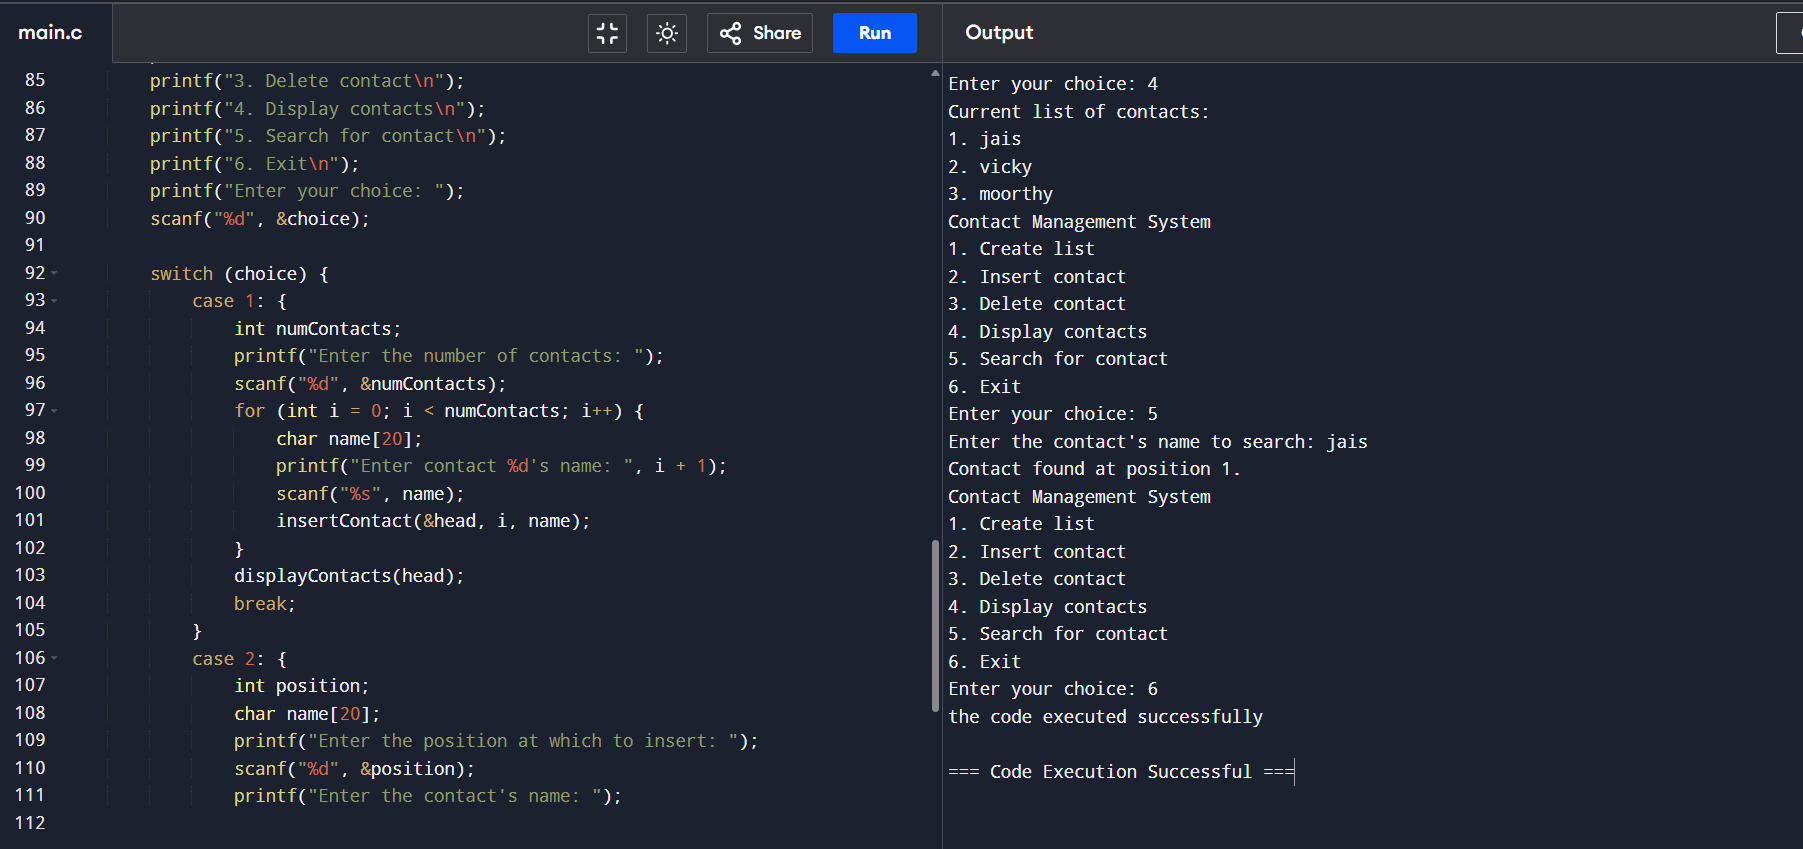 main.c
Share
Run
Output
85 printf("3. Delete contact\n");
86 printf("4. Display contacts\n");
87 printf("5. Search for contact\n");
88 printf("6. Exit\n");
89 printf("Enter your choice: ");
90 scanf("%d", &choice);
91
92 switch (choice) {
93 case 1: {
94 int numContacts;
95 printf("Enter the number of contacts: ");
96 scanf("%d", &numContacts);
97 for (int i = 0; i < numContacts; i++) {
98 char name[20];
99 printf("Enter contact %d's name: ", i + 1);
100 scanf("%s", name);
101 insertContact(&head, i, name);
102 }
103 displayContacts(head);
104 break;
105 }
106 case 2: {
107 int position;
108 char name[20];
109 printf("Enter the position at which to insert: ");
110 scanf("%d", &position);
111 printf("Enter the contact's name: ");
112
Enter your choice: 4
Current list of contacts:
1. jais
2. vicky
3. moorthy
Contact Management System
1. Create list
2. Insert contact
3. Delete contact
4. Display contacts
5. Search for contact
6. Exit
Enter your choice: 5
Enter the contact's name to search: jais
Contact found at position 1.
Contact Management System
1. Create list
2. Insert contact
3. Delete contact
4. Display contacts
5. Search for contact
6. Exit
Enter your choice: 6
the code executed successfully
=== Code Execution Successful ===